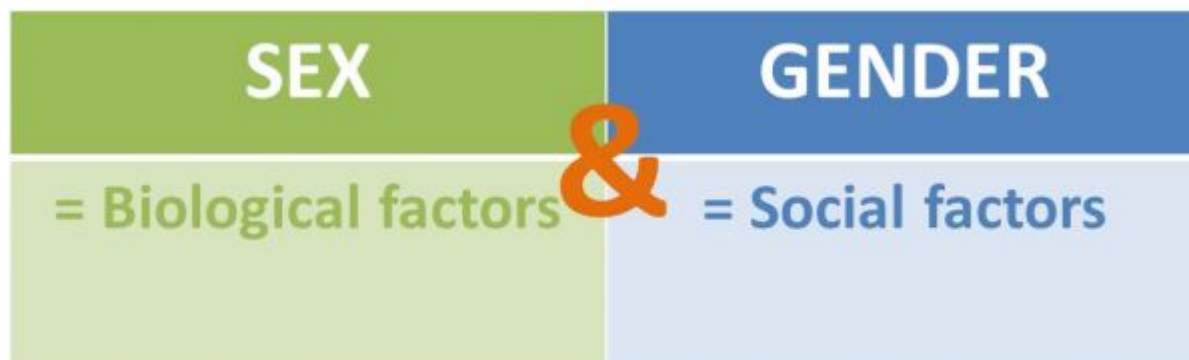 SEX
GENDER
&
= Biological factors
= Social factors